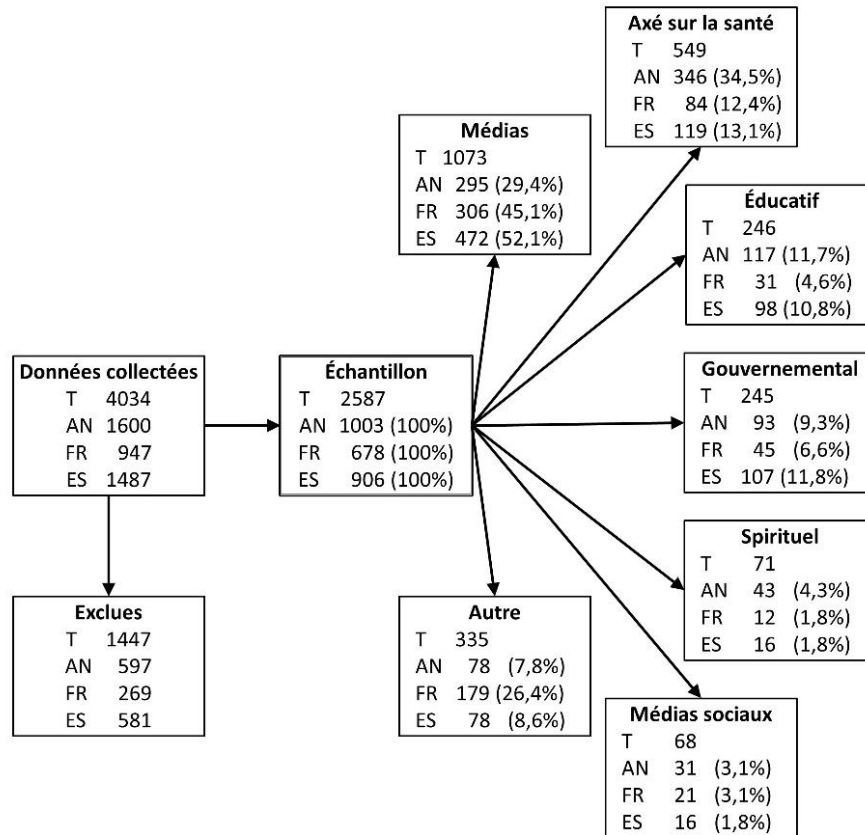 Axé sur la santé
T 549
AN 346 (34,5%)
FR 84 (12,4%)
ES 119 (13,1%)
Médias
T 1073
AN 295 (29,4%)
FR 306 (45,1%)
ES 472 (52,1%)
Éducatif
T 246
AN 117 (11,7%)
FR 31 (4,6%)
ES 98 (10,8%)
Données collectées
T 4034
AN 1600
FR 947
ES 1487
Échantillon
T 2587
AN 1003 (100%)
FR 678 (100%)
ES 906 (100%)
Gouvernemental
T 245
AN 93 (9,3%)
FR 45 (6,6%)
ES 107 (11,8%)
Spirituel
T 71
AN 43 (4,3%)
FR 12 (1,8%)
ES 16 (1,8%)
Exclues
T 1447
AN 597
FR 269
ES 581
Autre
T 335
AN 78 (7,8%)
FR 179 (26,4%)
ES 78 (8,6%)
Médias sociaux
T 68
AN 31 (3,1%)
FR 21 (3,1%)
ES 16 (1,8%)